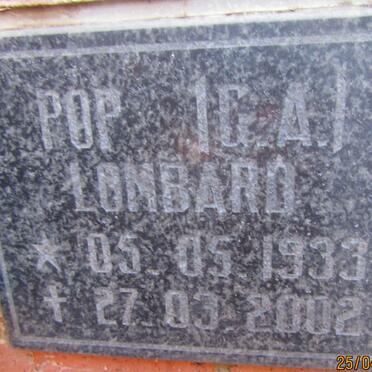 POP (G.A.)
LOMBARD
* 05.05.1933
† 27.03.2002
25/0